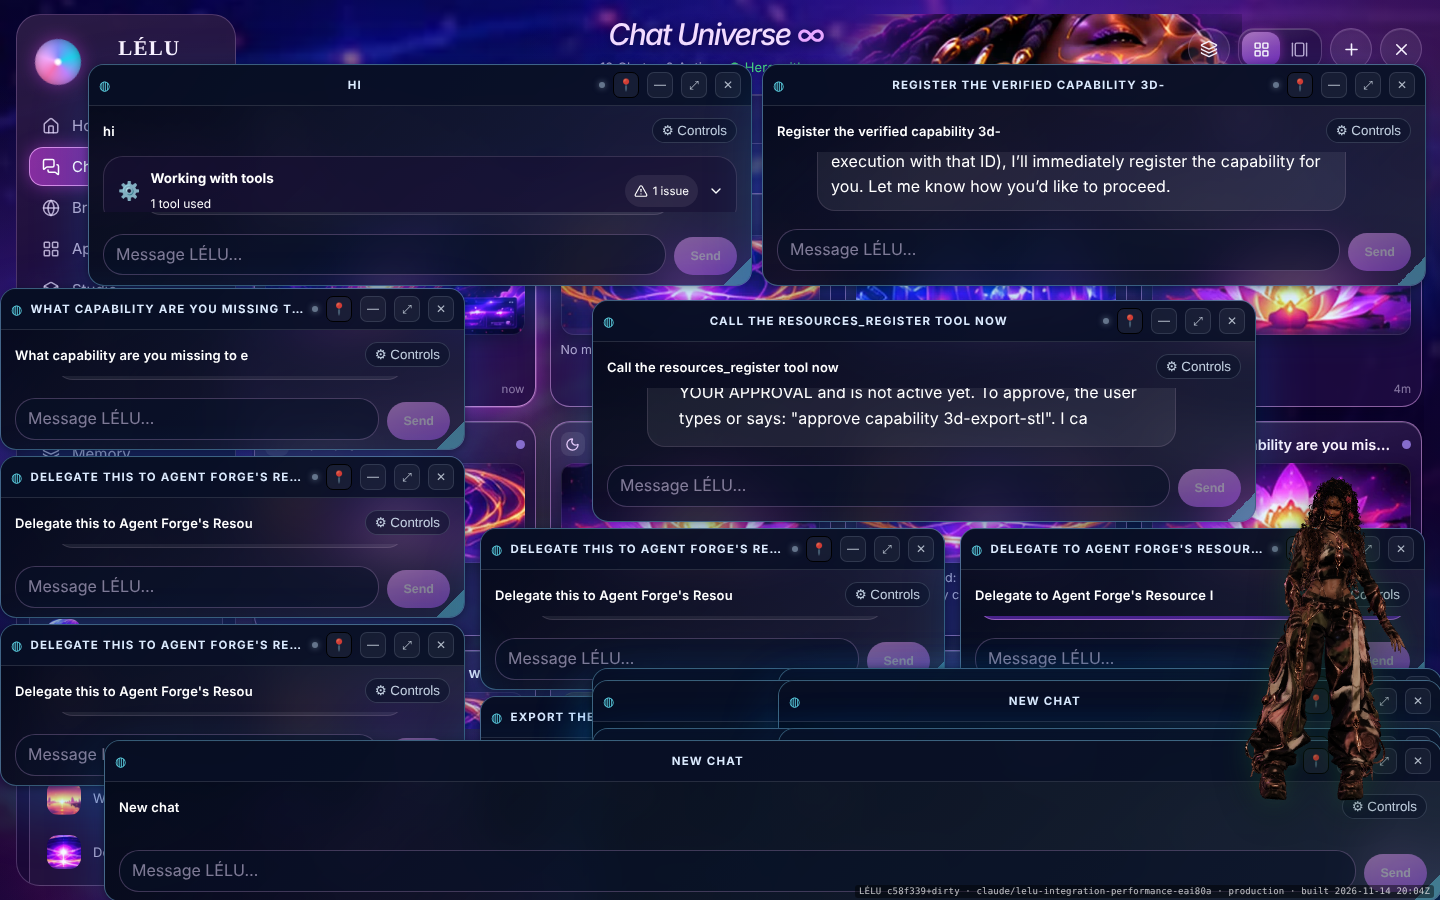 LÉLU
Chat Universe ∞
HI
hi
Controls
Working with tools
1 tool used
1 issue
Message LÉLU...
Send
REGISTER THE VERIFIED CAPABILITY 3D-
Register the verified capability 3d-
Controls
execution with that ID), I'll immediately register the capability for
you. Let me know how you'd like to proceed.
Message LÉLU...
Send
WHAT CAPABILITY ARE YOU MISSING T...
What capability are you missing to e
Controls
Message LÉLU...
Send
now
No m
4m
CALL THE RESOURCES_REGISTER TOOL NOW
Call the resources_register tool now
Controls
YOUR APPROVAL and is not active yet. To approve, the user
types or says: "approve capability 3d-export-stl". I ca
Message LÉLU...
Send
Memory
bility are you mis...
DELEGATE THIS TO AGENT FORGE'S RE...
Delegate this to Agent Forge's Resou
Controls
Message LÉLU...
Send
DELEGATE THIS TO AGENT FORGE'S RE...
Delegate this to Agent Forge's Resou
Controls
Message LÉLU...
Send
DELEGATE TO AGENT FORGE'S RESOUR...
Delegate to Agent Forge's Resource I
Controls
Message LÉLU...
DELEGATE THIS TO AGENT FORGE'S RE...
Delegate this to Agent Forge's Resou
Controls
EXPORT THE
NEW CHAT
NEW CHAT
New chat
Controls
Message LÉLU...
Send
LÉLU c58f339+dirty · claude/lelu-integration-performance-eai80a · production · built 2026-11-14 20:04Z